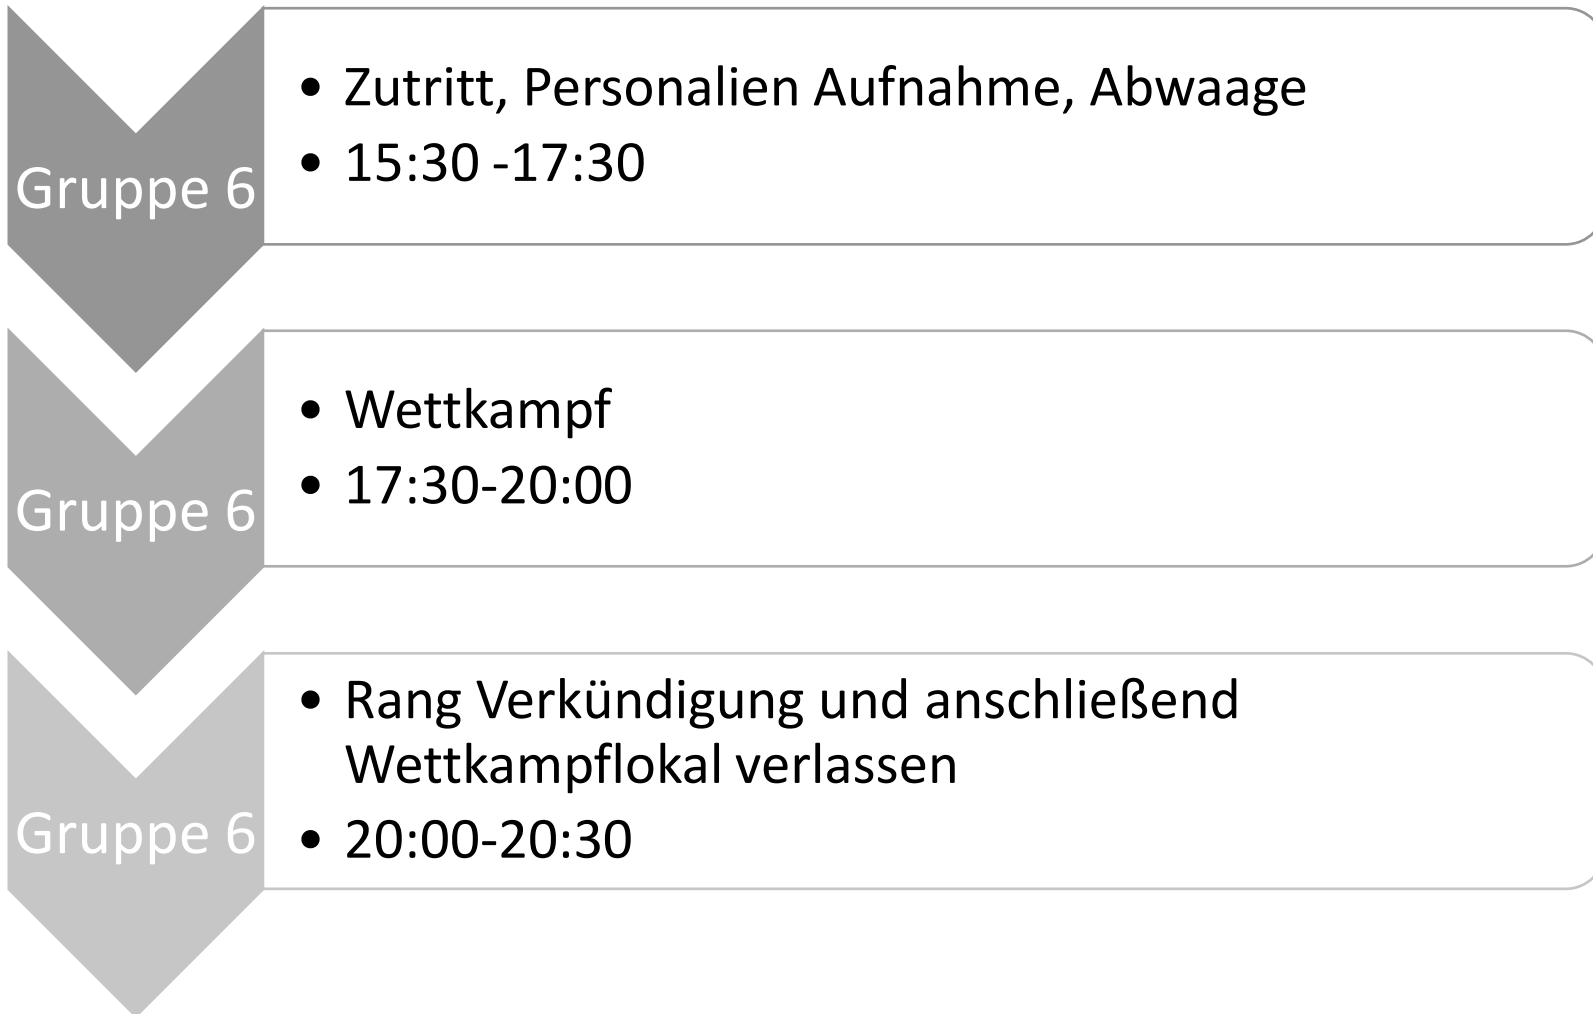 Gruppe 6
• Zutritt, Personalien Aufnahme, Abwaage
• 15:30 -17:30
Gruppe 6
• Wettkampf
• 17:30-20:00
Gruppe 6
• Rang Verkündigung und anschließend
Wettkampflokal verlassen
• 20:00-20:30